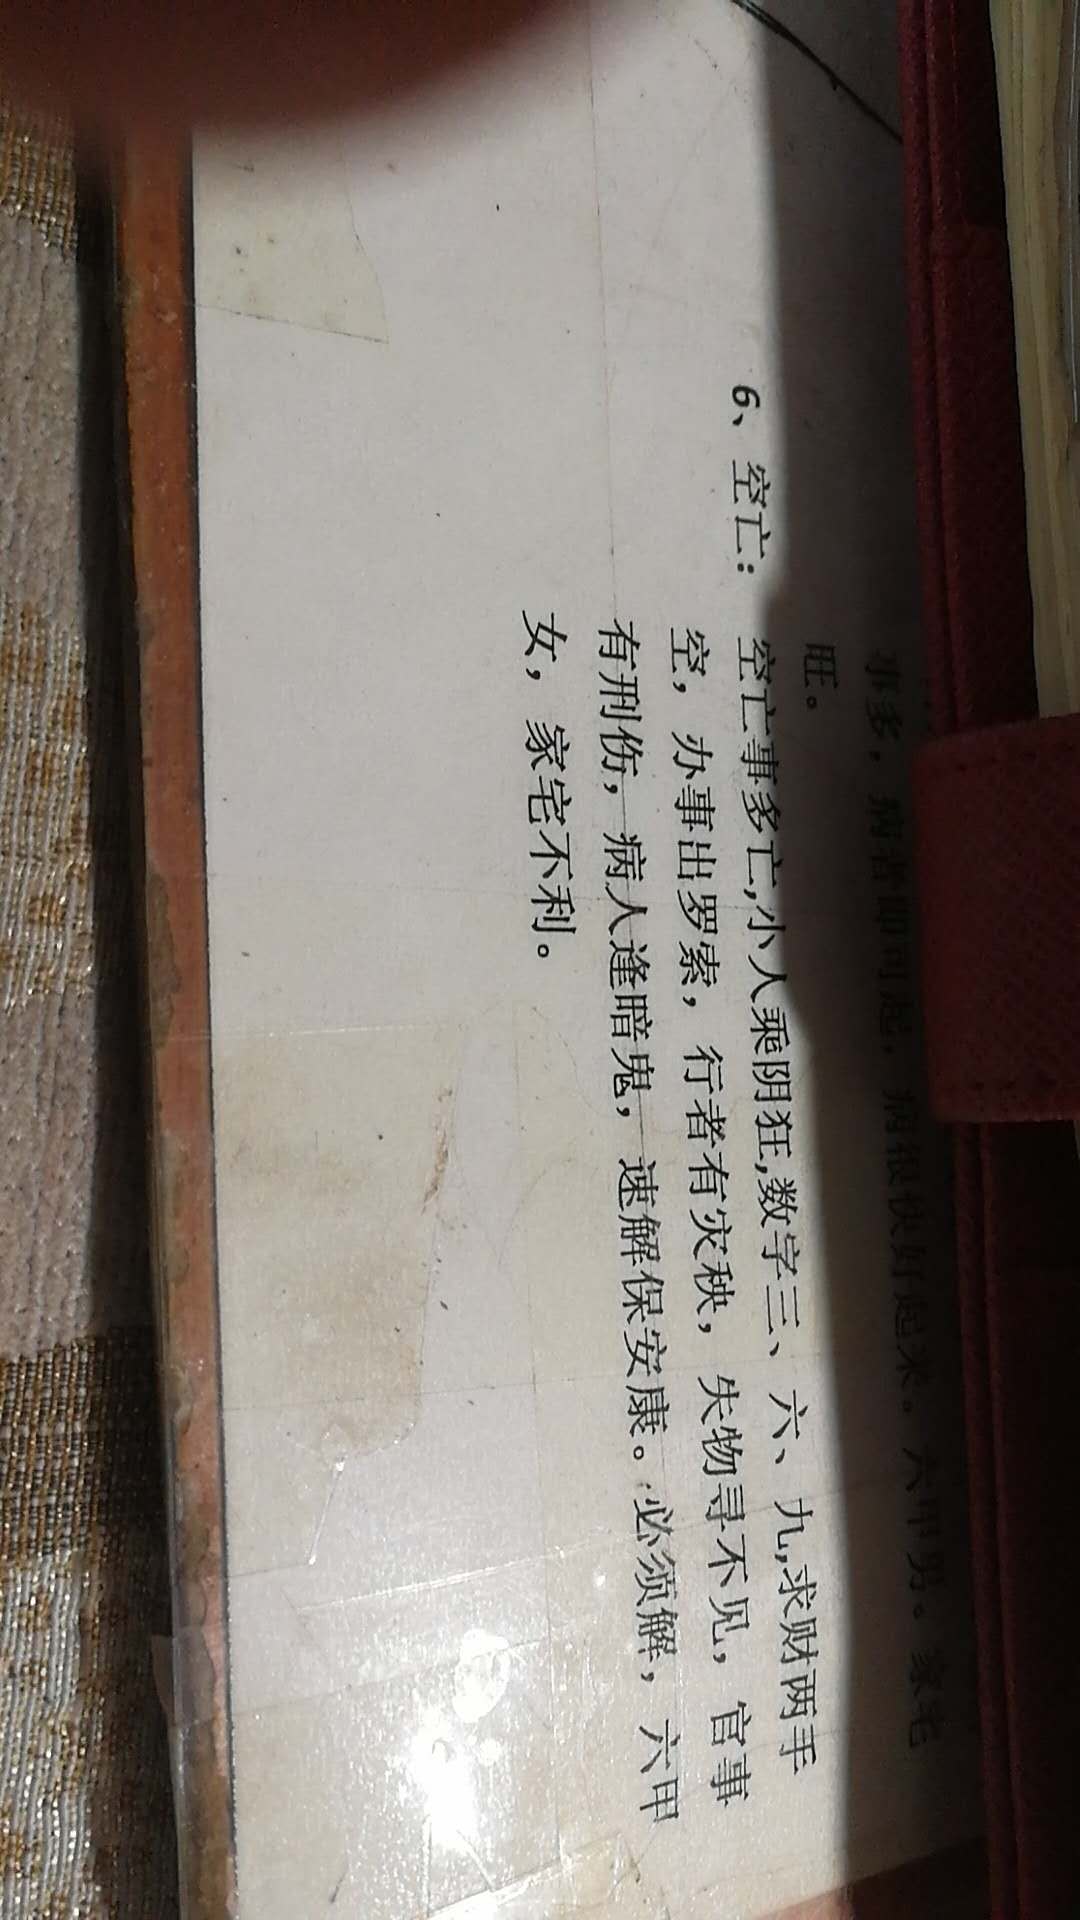 事多，病者即可起，病很快好起来。六甲男。家宅
旺。
6、空亡：空亡事多亡,小人乘阴狂,数字三、六、九,求财两手
空，办事出罗索，行者有灾秧，失物寻不见，官事
有刑伤，病人逢暗鬼，速解保安康。必须解，六甲
女，家宅不利。